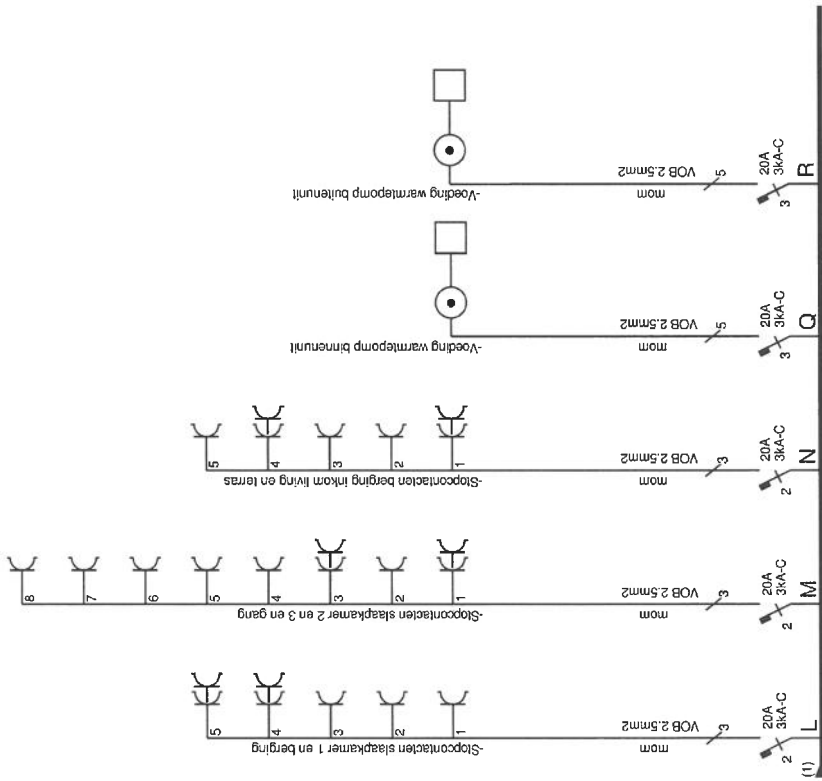 8
7
6
5
4
3
2
1
5
4
3
2
1
5
4
3
2
1
-Stopcontacten slaapkamer 1 en berging
-Stopcontacten slaapkamer 2 en 3 en gang
-Stopcontacten berging inkom living en terras
-Voeding warmtepomp binnenunit
-Voeding warmtepomp buitenunit
VOB 2.5mm2
mom
3
VOB 2.5mm2
mom
3
VOB 2.5mm2
mom
3
VOB 2.5mm2
mom
5
VOB 2.5mm2
mom
5
20A
3kA-C
2
20A
3kA-C
2
20A
3kA-C
2
20A
3kA-C
3
20A
3kA-C
3
(1)
L
M
N
Q
R